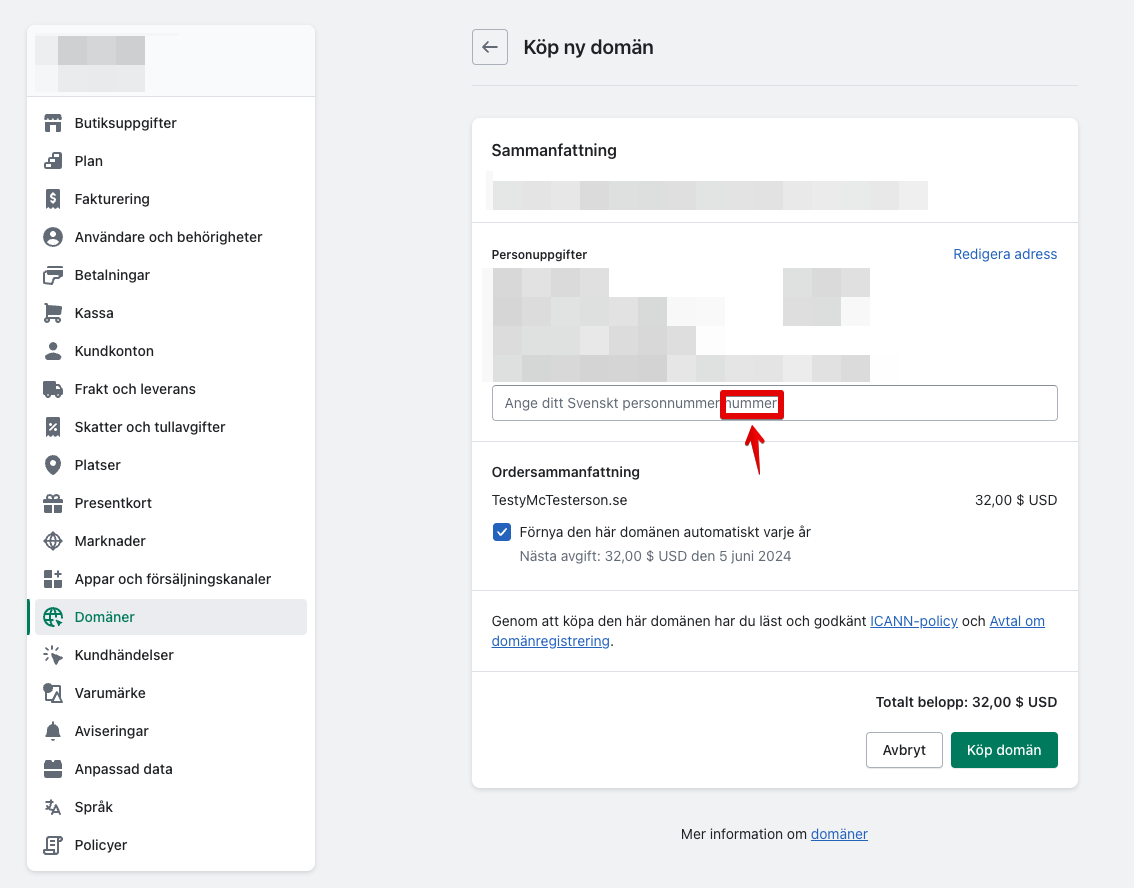 Butiksuppgifter
Plan
Fakturering
Användare och behörigheter
Betalningar
Kassa
Kundkonton
Frakt och leverans
Skatter och tullavgifter
Platser
Presentkort
Marknader
Appar och försäljningskanaler
Domäner
Kundhändelser
Varumärke
Aviseringar
Anpassad data
Språk
Policyer
Köp ny domän
Sammanfattning
Personuppgifter
Redigera adress
Ange ditt Svenskt personnummer nummer
Ordersammanfattning
TestyMcTesterson.se 32,00 $ USD
Förnya den här domänen automatiskt varje år
Nästa avgift: 32,00 $ USD den 5 juni 2024
Genom att köpa den här domänen har du läst och godkänt ICANN-policy och Avtal om
domänregistrering.
Totalt belopp: 32,00 $ USD
Avbryt
Köp domän
Mer information om domäner